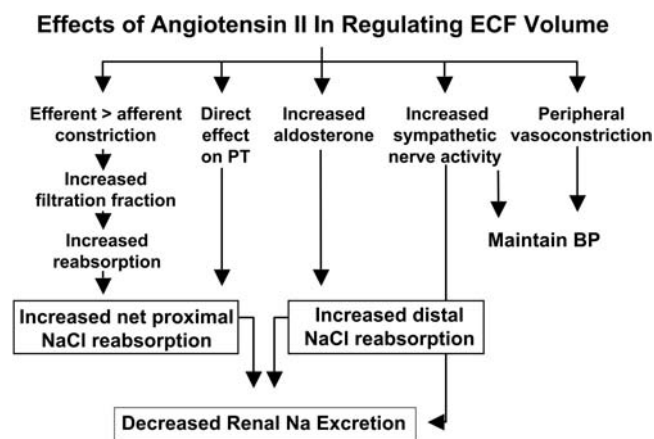 Effects of Angiotensin II In Regulating ECF Volume
Efferent > afferent
constriction
Direct
effect
on PT
Increased
aldosterone
Increased
sympathetic
nerve activity
Peripheral
vasoconstriction
Increased
filtration fraction
Increased
reabsorption
Maintain BP
Increased net proximal
NaCl reabsorption
Increased distal
NaCl reabsorption
Decreased Renal Na Excretion